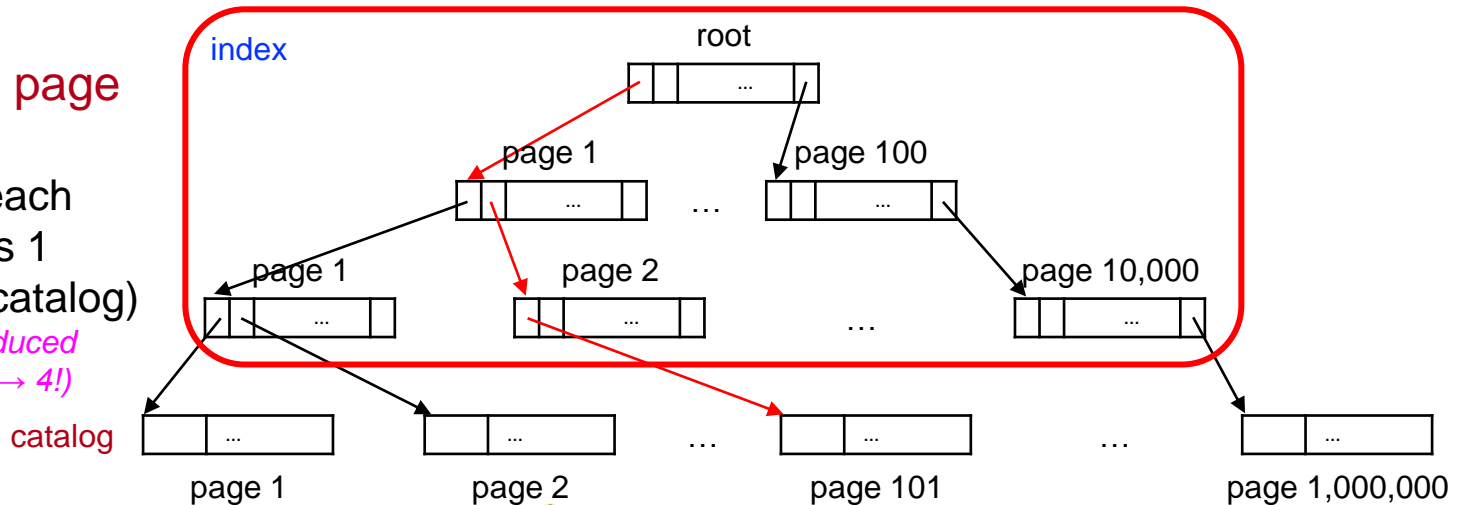 root
index
page
...
page 1
page 100
each
... ... ...
s 1
page 1
page 2
page 10,000
catalog)
... ... ... ...
duced
→ 4!)
catalog
... ... ... ... ... ...
page 1
page 2
page 101
page 1,000,000